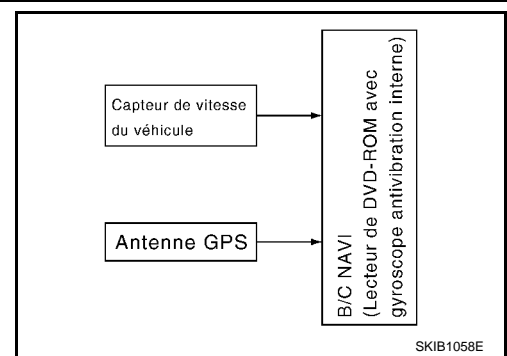 Capteur de vitesse
du véhicule
Antenne GPS
B/C NAVI
(Lecteur de DVD-ROM avec
gyroscope antivibration interne)
SKIB1058E